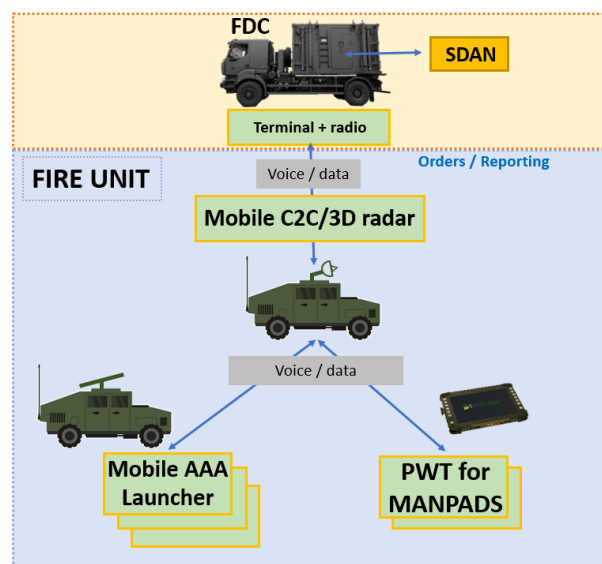 FDC
SDAN
Terminal + radio
Orders / Reporting
FIRE UNIT
Voice / data
Mobile C2C/3D radar
Voice / data
Mobile AAA
Launcher
PWT for
MANPADS